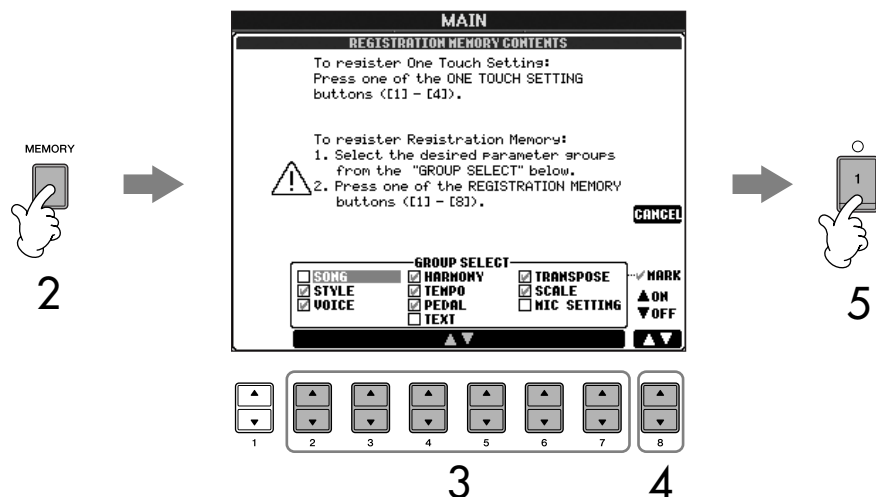 MAIN
REGISTRATION MEMORY CONTENTS
To register One Touch Setting:
Press one of the ONE TOUCH SETTING
buttons ([1] - [4]).
To register Registration Memory:
1. Select the desired parameter groups
from the "GROUP SELECT" below.
2. Press one of the REGISTRATION MEMORY
buttons ([1] - [8]).
CANCEL
GROUP SELECT
SONG HARMONY TRANSPOSE MARK
STYLE TEMPO SCALE ▲ON
VOICE PEDAL MIC SETTING ▼OFF
TEXT
▲▼ ▲▼
MEMORY
2
1
5
1 2 3 4 5 6 7 8
3 4